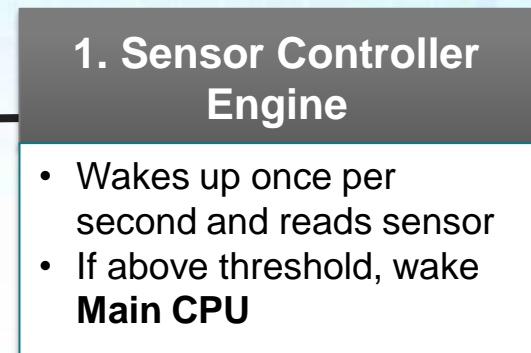 1. Sensor Controller
Engine
• Wakes up once per
second and reads sensor
• If above threshold, wake
Main CPU